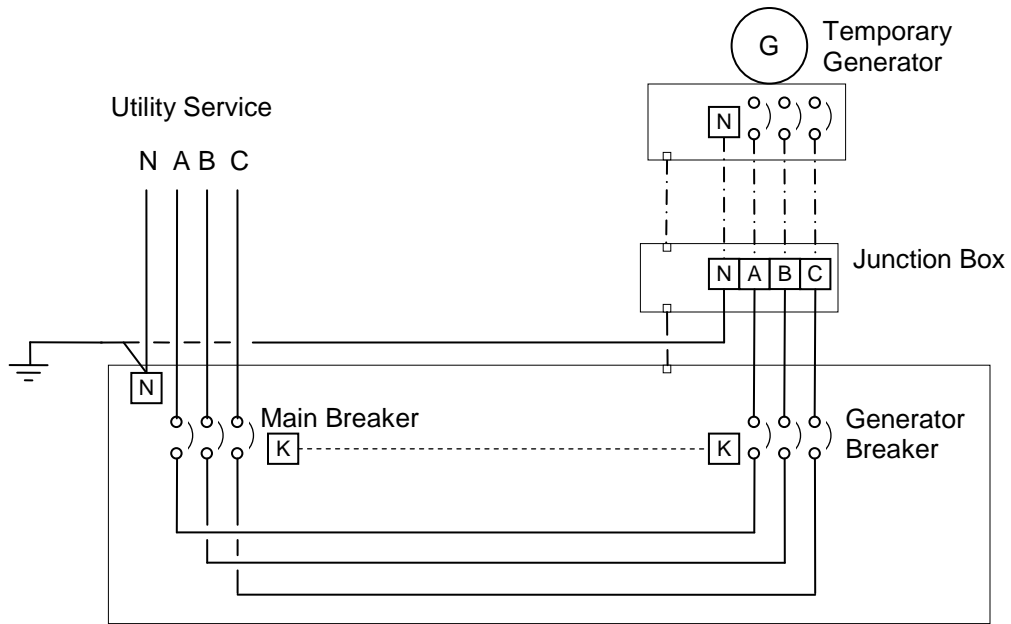 G
Temporary
Generator
Utility Service
N
N A B C
Junction Box
N A B C
N
Main Breaker
K
K
Generator
Breaker